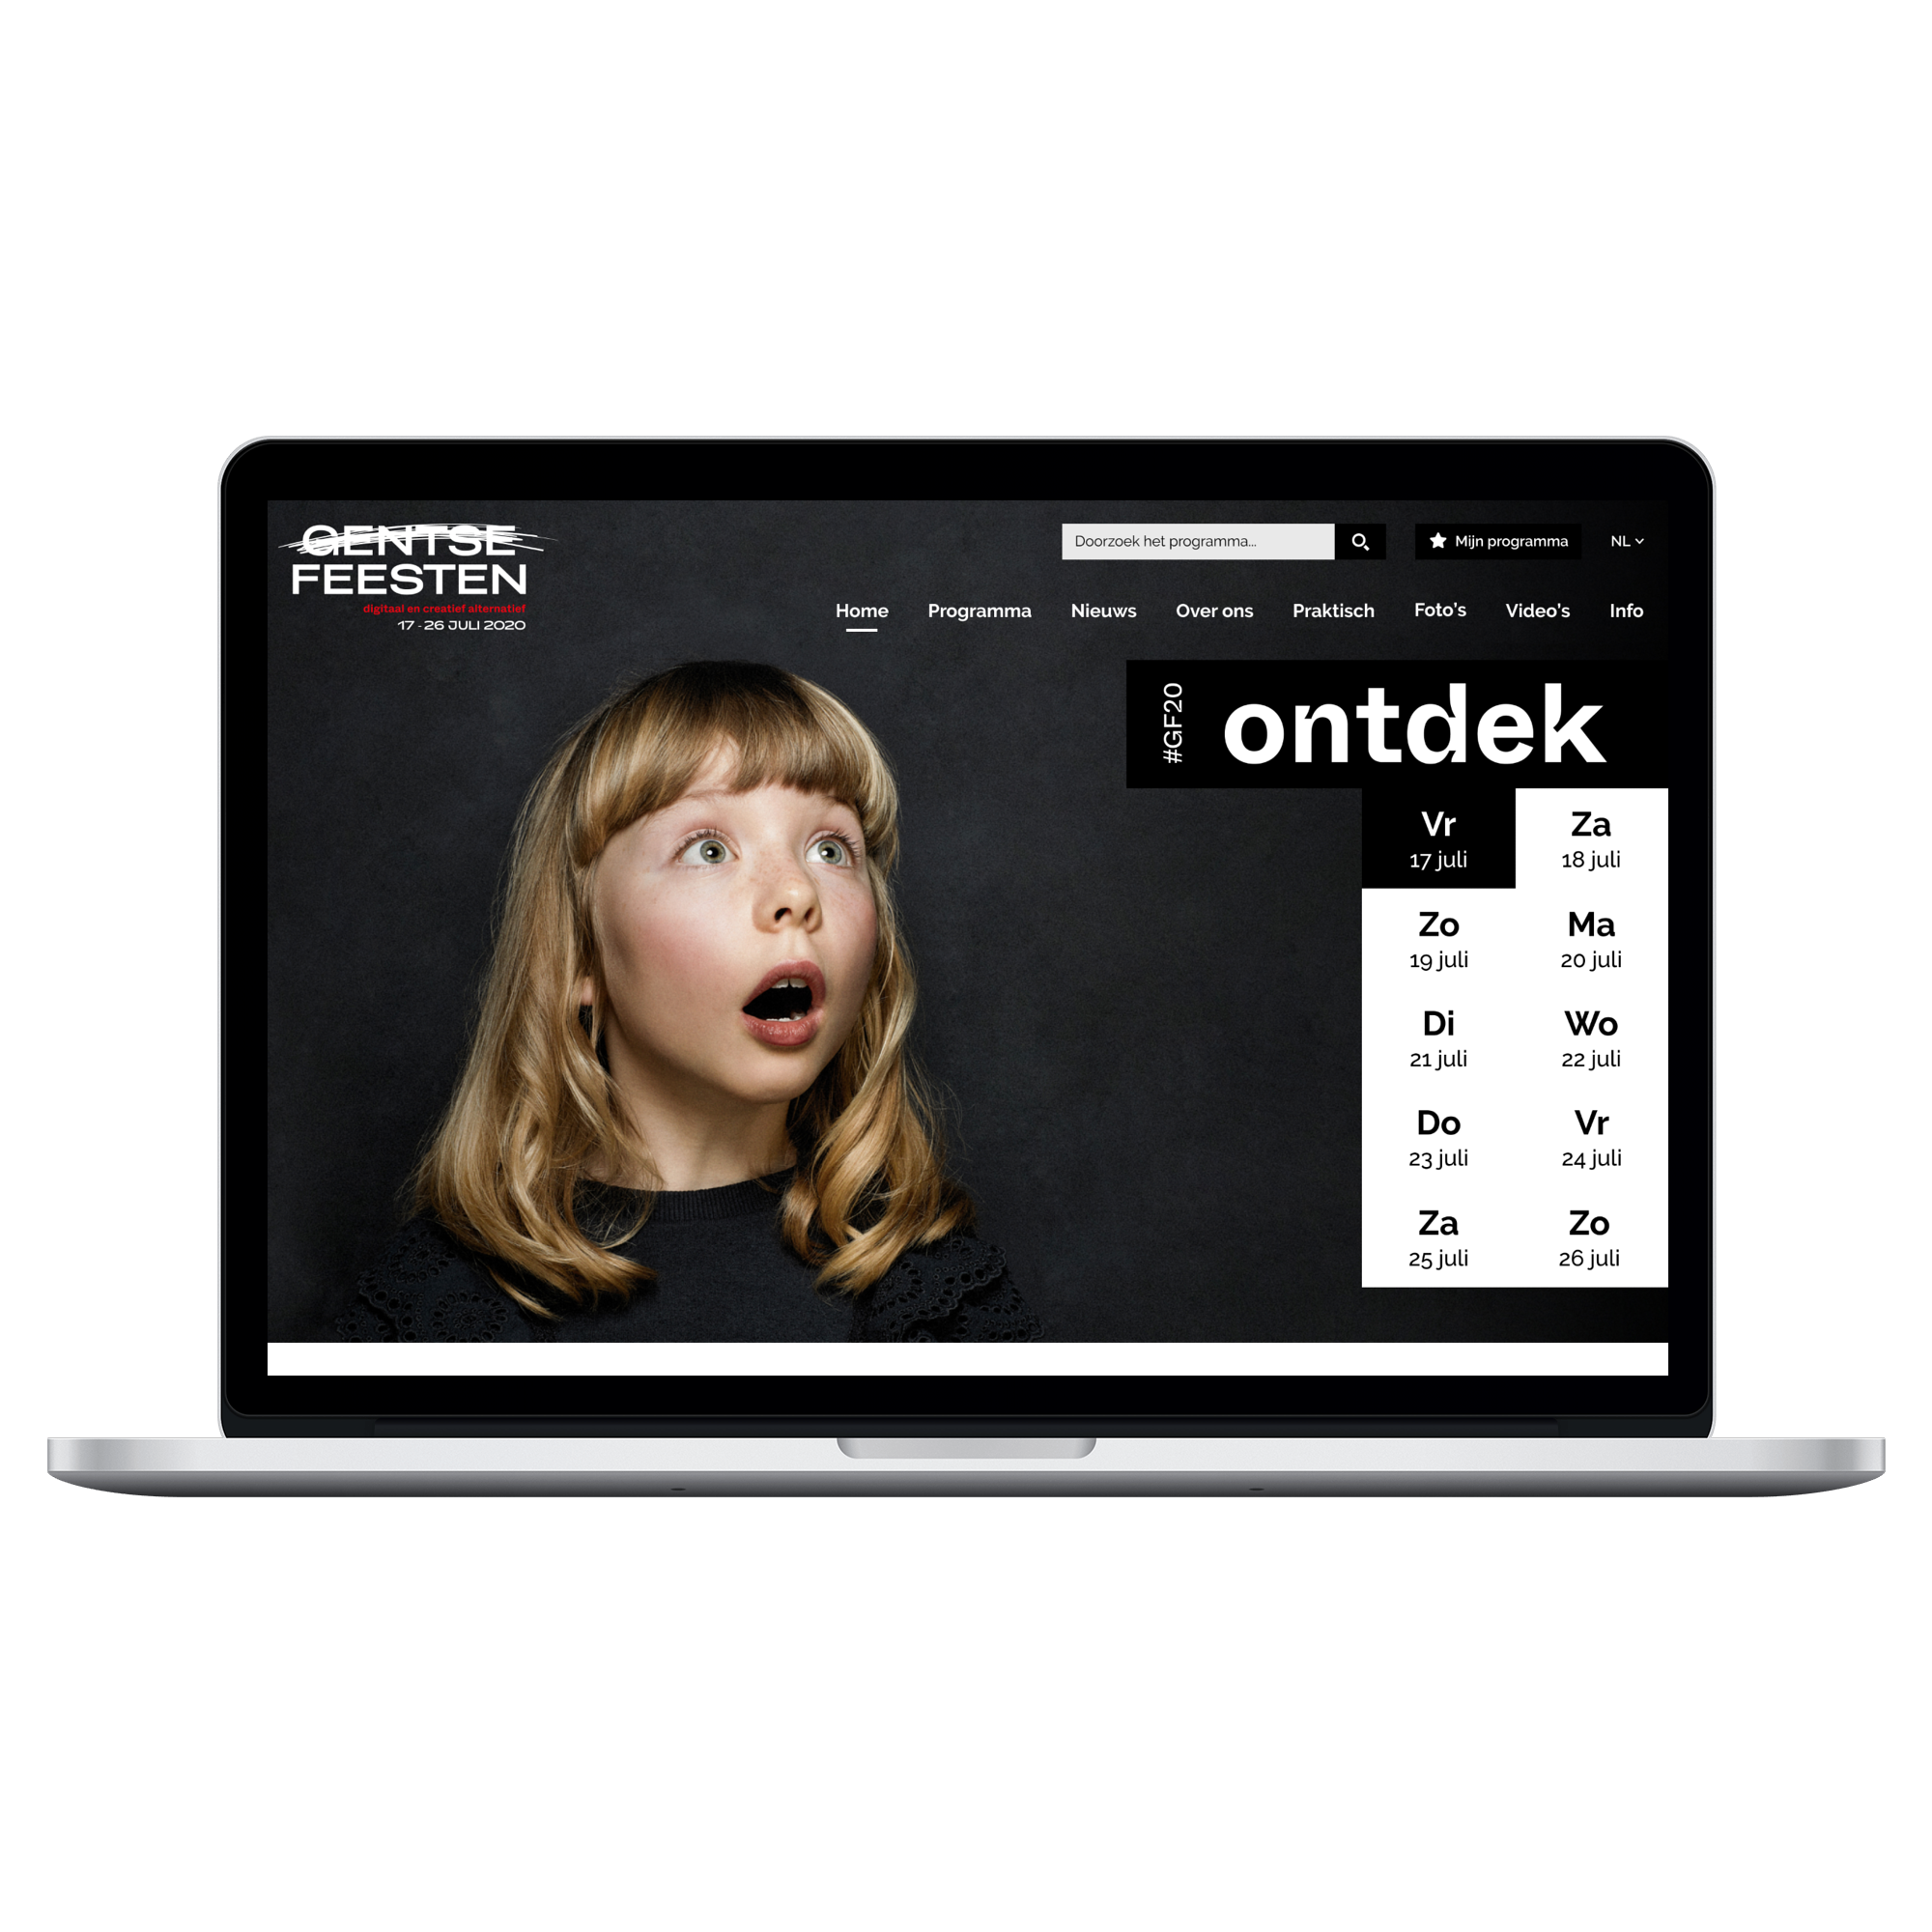 GENTSE
FEESTEN
digitaal en creatief alternatief
17 - 26 JULI 2020
Doorzoek het programma...
Mijn programma
NL
Home Programma Nieuws Over ons Praktisch Foto's Video's Info
#GF20
ontdek
Vr Za
17 juli 18 juli
Zo Ma
19 juli 20 juli
Di Wo
21 juli 22 juli
Do Vr
23 juli 24 juli
Za Zo
25 juli 26 juli